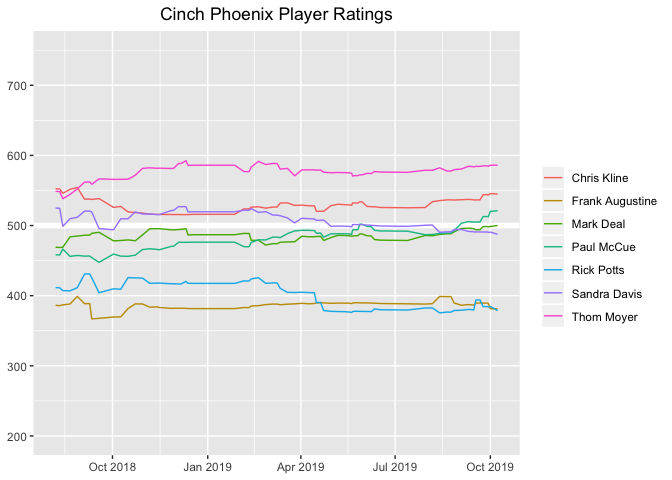 Cinch Phoenix Player Ratings
700
600
500
400
300
200
Oct 2018
Jan 2019
Apr 2019
Jul 2019
Oct 2019
Chris Kline
Frank Augustine
Mark Deal
Paul McCue
Rick Potts
Sandra Davis
Thom Moyer